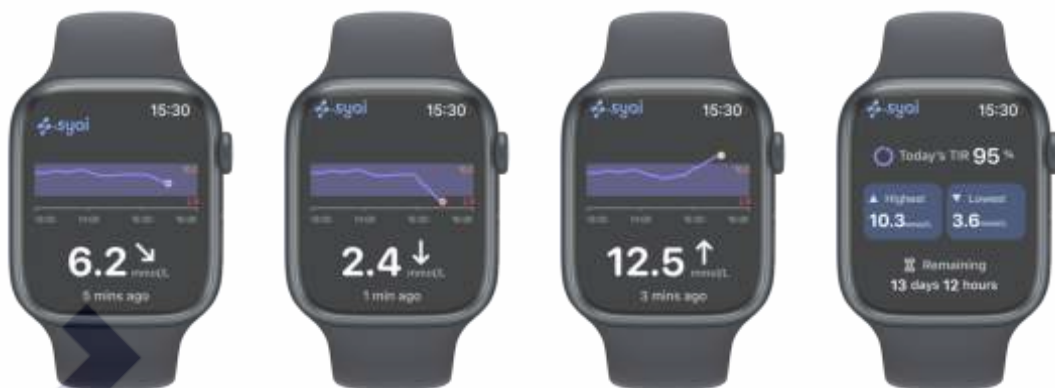 15:30
syai
6.2 mmol/L
5 mins ago
15:30
syai
2.4 mmol/L
1 min ago
15:30
syai
12.5 mmol/L
3 mins ago
15:30
syai
Today's TIR 95 %
Highest
10.3 mmol/L
Lowest
3.6 mmol/L
Remaining
13 days 12 hours